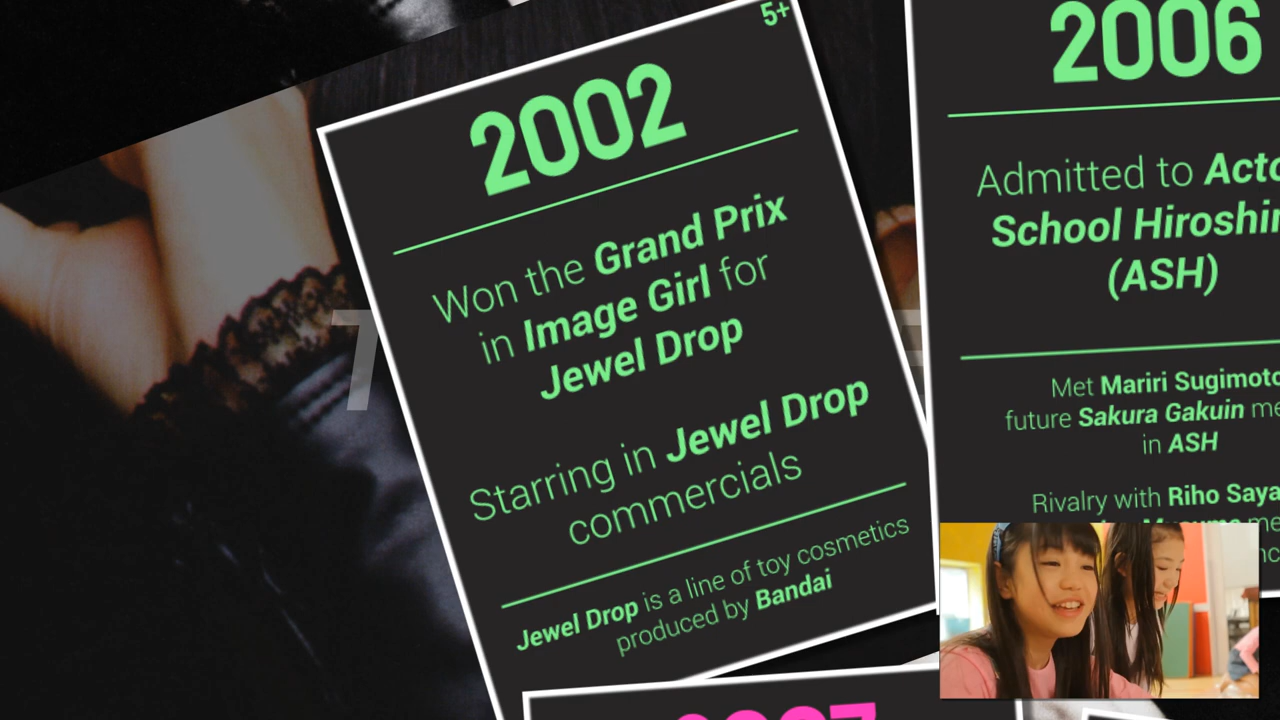 5+
2002
Won the Grand Prix
in Image Girl for
Jewel Drop
Starring in Jewel Drop
commercials
Jewel Drop is a line of toy cosmetics
produced by Bandai
2006
Admitted to
(ASH)
Met Mariri
future Sakura Gakuin
in ASH
Rivalry with Riho